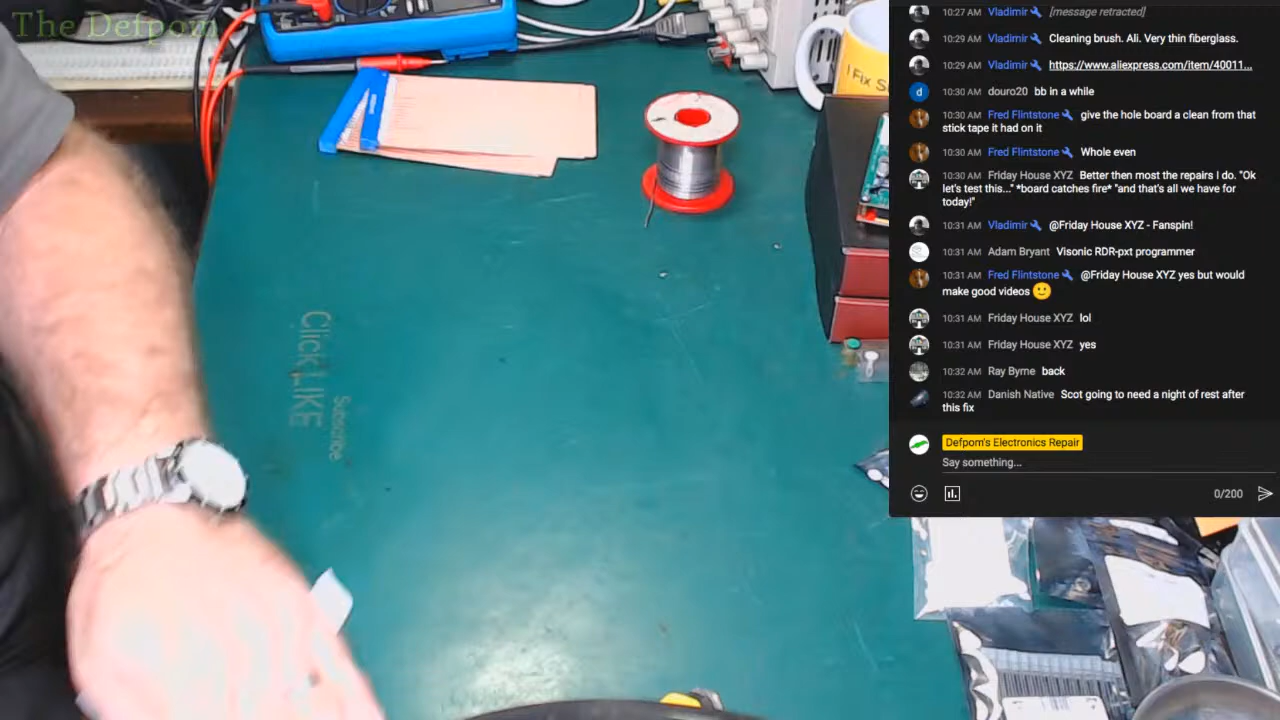 The Defpom
I FIX S
Click LIKE
Subscribe
10:27 AM Vladimir [message retracted]
10:29 AM Vladimir Cleaning brush. Ali. Very thin fiberglass.
10:29 AM Vladimir https://www.aliexpress.com/item/40011...
d
10:30 AM douro20 bb in a while
10:30 AM Fred Flintstone give the hole board a clean from that
stick tape it had on it
10:30 AM Fred Flintstone Whole even
10:30 AM Friday House XYZ Better then most the repairs I do. "Ok
let's test this..." *board catches fire* "and that's all we have for
today!"
10:31 AM Vladimir @Friday House XYZ - Fanspin!
10:31 AM Adam Bryant Visonic RDR-pxt programmer
10:31 AM Fred Flintstone @Friday House XYZ yes but would
make good videos
10:31 AM Friday House XYZ lol
10:31 AM Friday House XYZ yes
10:32 AM Ray Byrne back
10:32 AM Danish Native Scot going to need a night of rest after
this fix
Defpom's Electronics Repair
Say something...
0/200